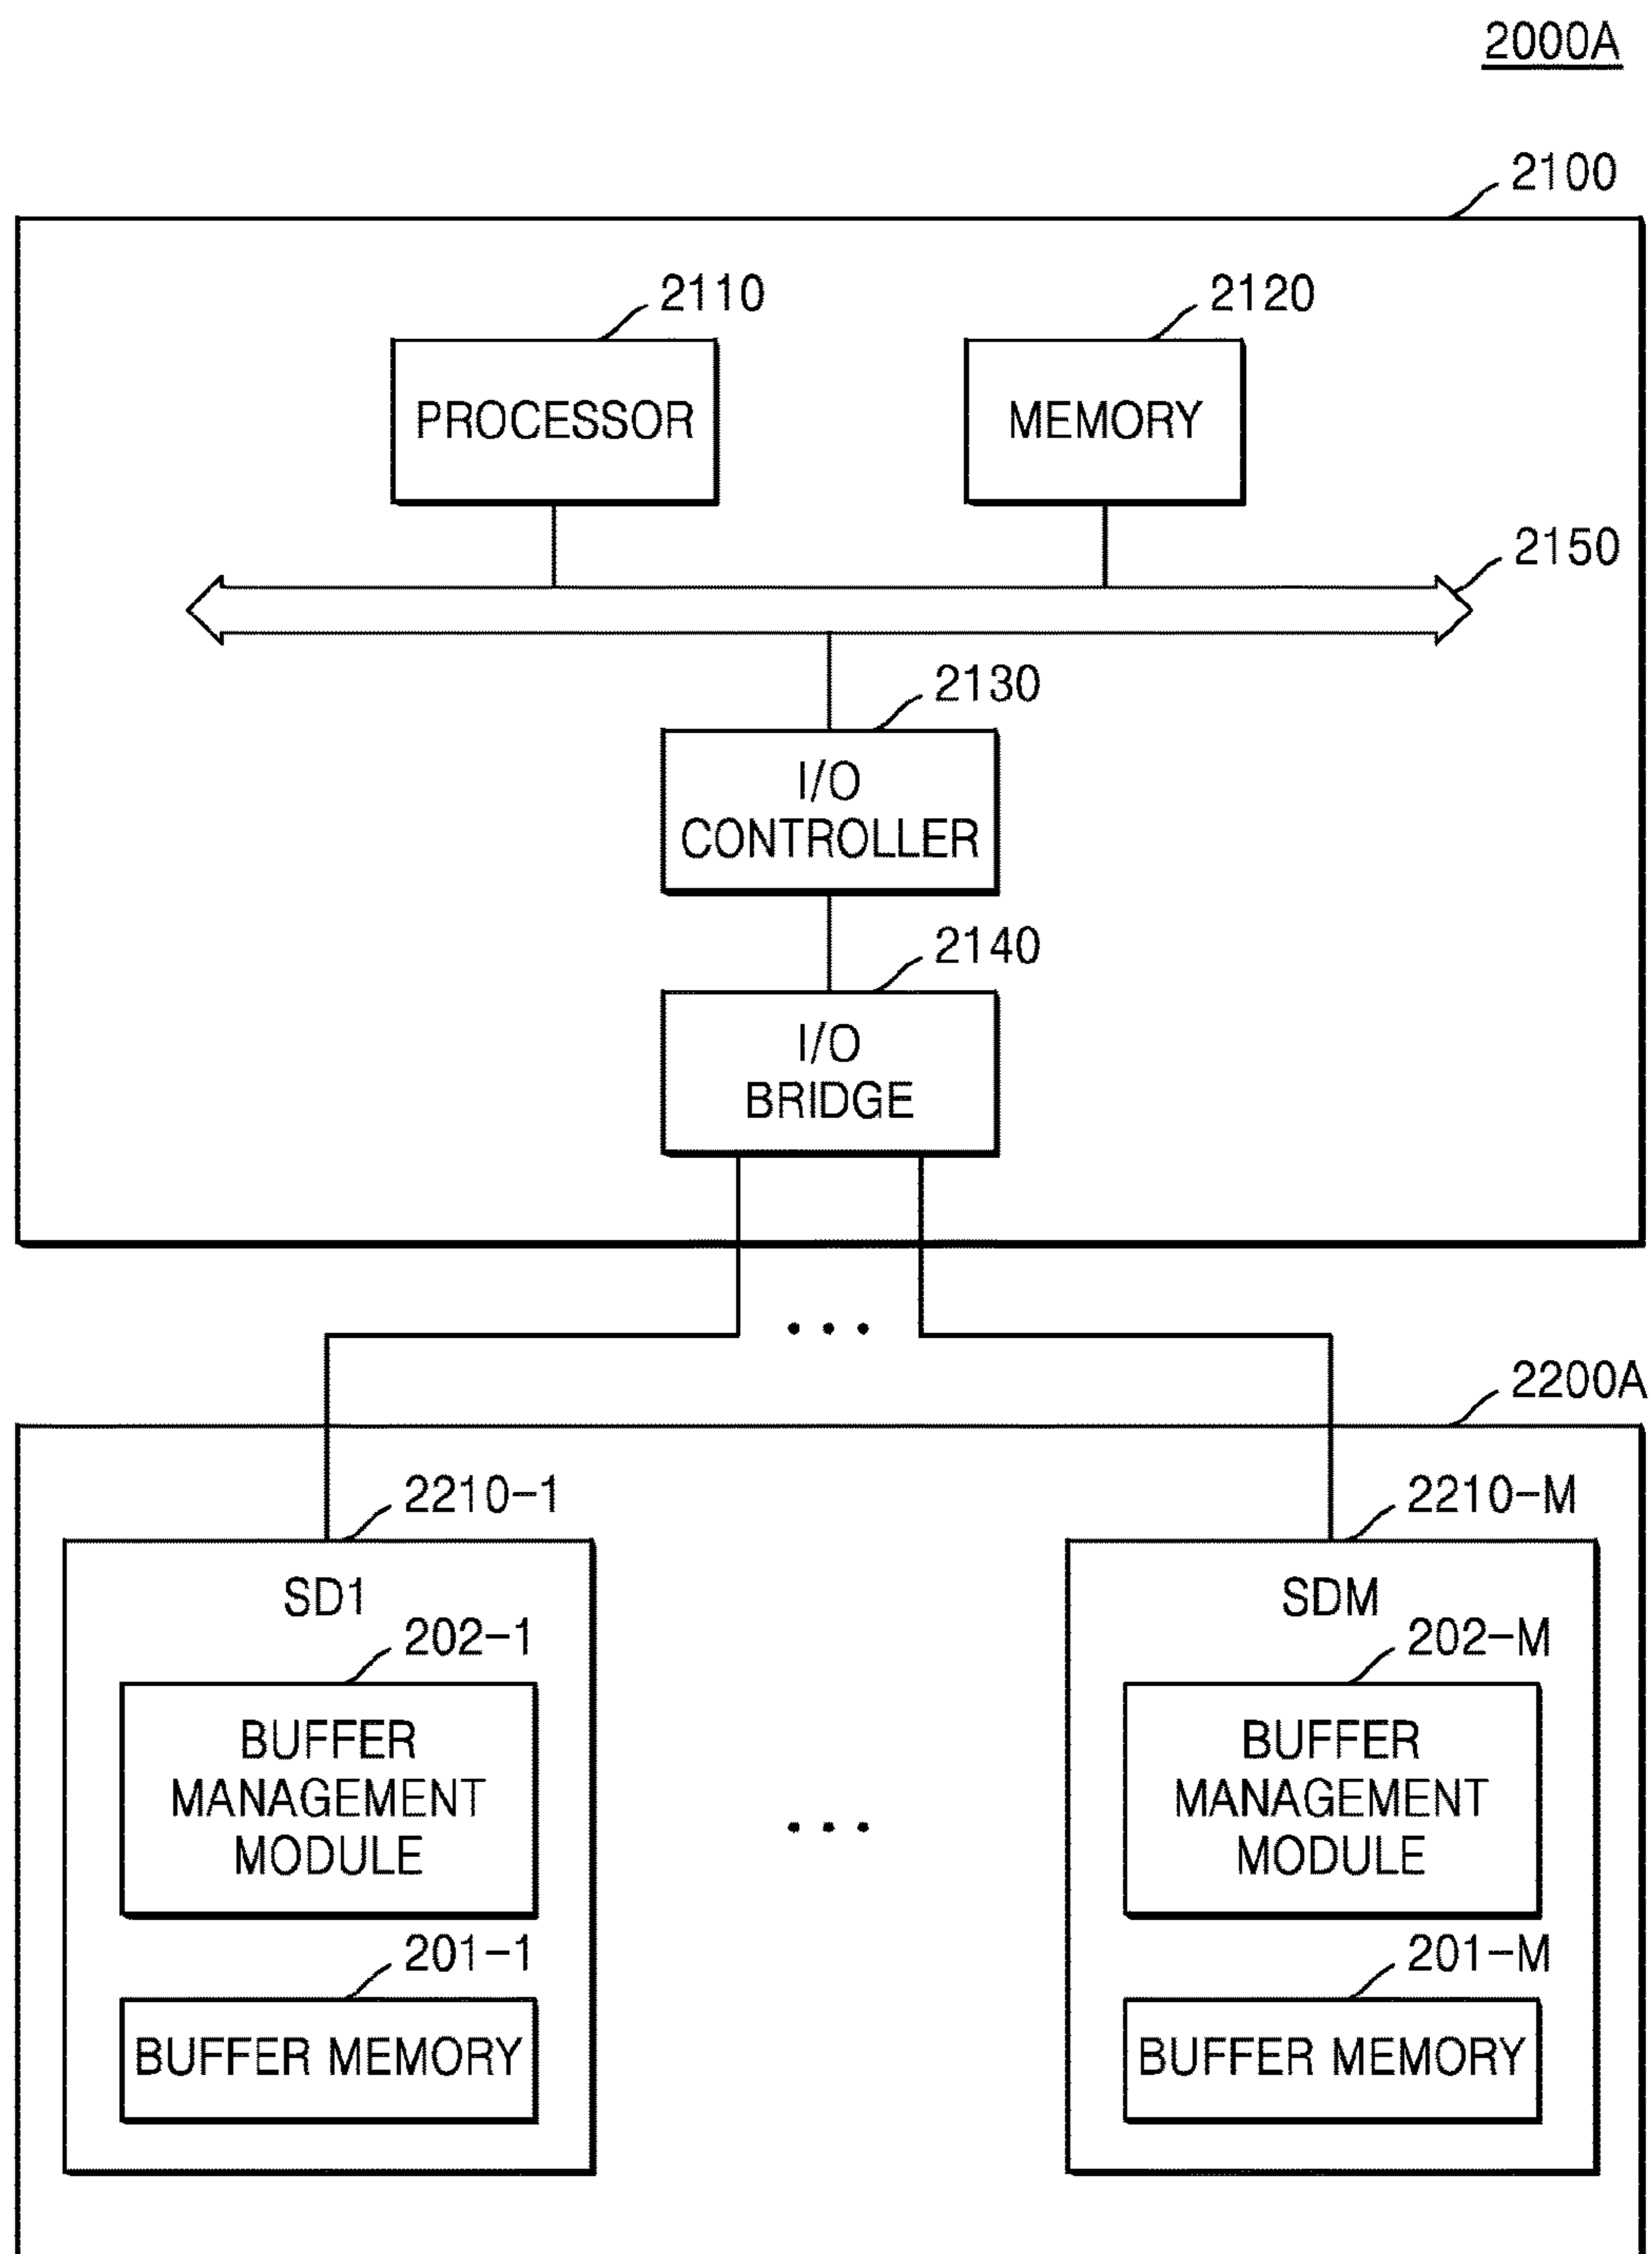 2000A
2100
2110
2120
PROCESSOR
MEMORY
2150
2130
I/O
CONTROLLER
2140
I/O
BRIDGE
...
2200A
2210-1
2210-M
SD1
SDM
202-1
202-M
BUFFER
MANAGEMENT
MODULE
...
BUFFER
MANAGEMENT
MODULE
201-1
201-M
BUFFER MEMORY
BUFFER MEMORY